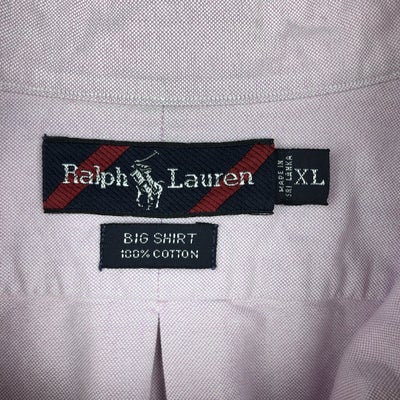 Ralph Lauren
MADE IN
SRI LANKA
XL
BIG SHIRT
100% COTTON